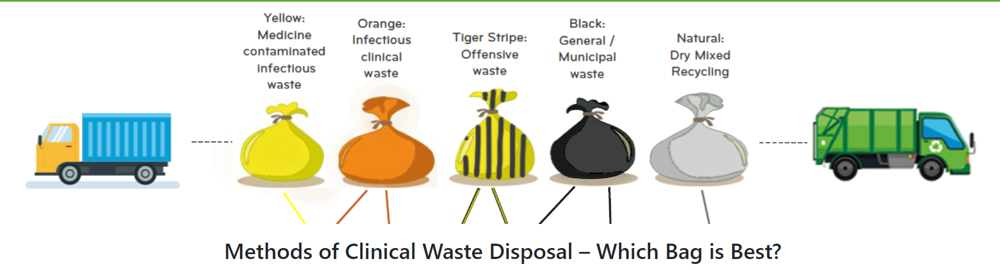 Yellow:
Medicine
contaminated
infectious
waste
Orange:
Infectious
clinical
waste
Tiger Stripe:
Offensive
waste
Black:
General /
Municipal
waste
Natural:
Dry Mixed
Recycling
Methods of Clinical Waste Disposal – Which Bag is Best?